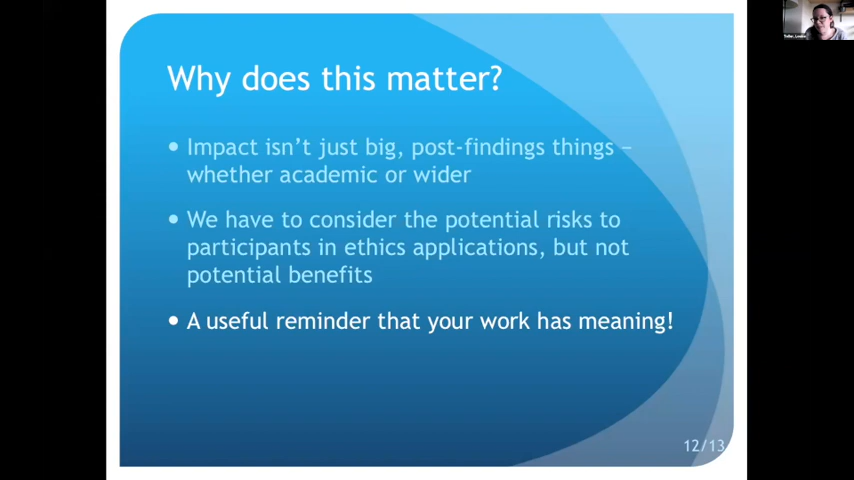 Why does this matter?
• Impact isn't just big, post-findings things –
whether academic or wider
• We have to consider the potential risks to
participants in ethics applications, but not
potential benefits
• A useful reminder that your work has meaning!
12/13